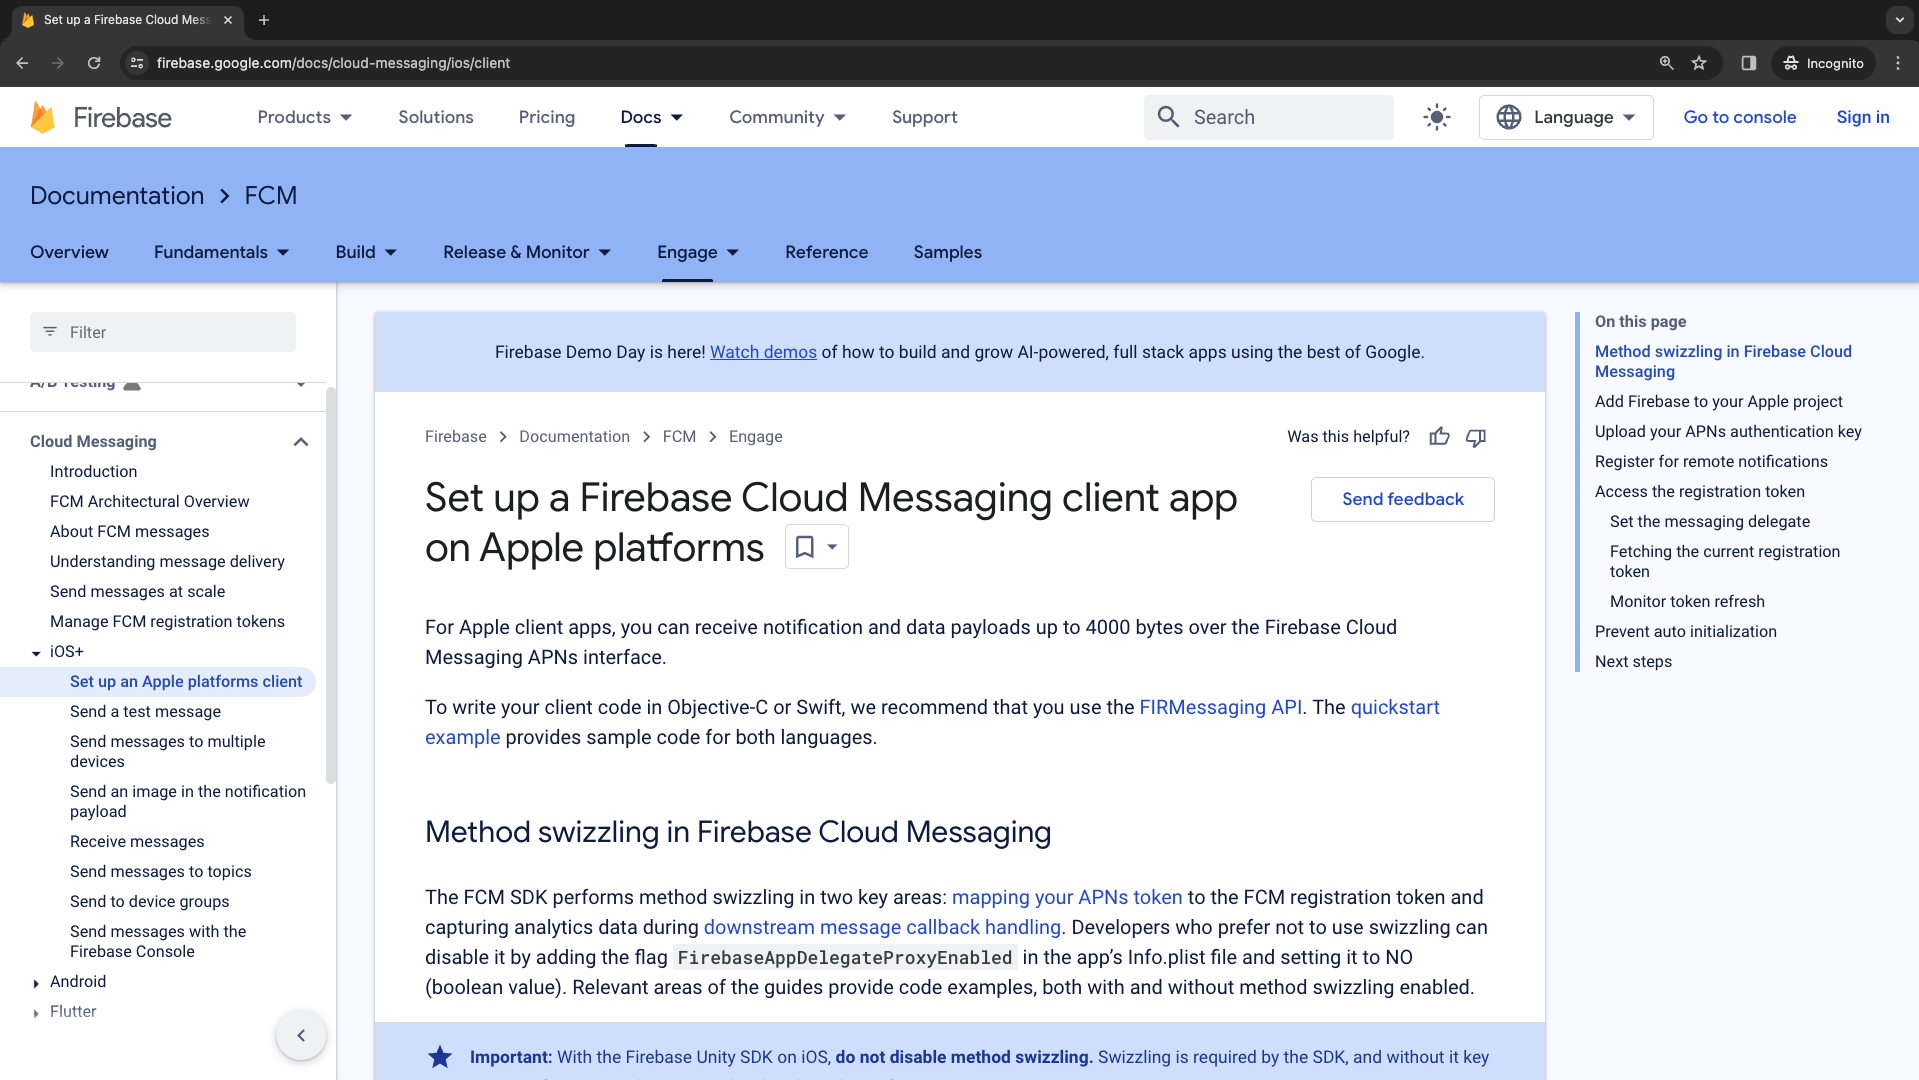 Set up a Firebase Cloud Mess
firebase.google.com/docs/cloud-messaging/ios/client
Incognito
Firebase
Products
Solutions
Pricing
Docs
Community
Support
Search
Language
Go to console
Sign in
Documentation > FCM
Overview
Fundamentals
Build
Release & Monitor
Engage
Reference
Samples
Filter
A/B Testing
Cloud Messaging
Introduction
FCM Architectural Overview
About FCM messages
Understanding message delivery
Send messages at scale
Manage FCM registration tokens
iOS+
Set up an Apple platforms client
Send a test message
Send messages to multiple
devices
Send an image in the notification
payload
Receive messages
Send messages to topics
Send to device groups
Send messages with the
Firebase Console
Android
Flutter
Firebase Demo Day is here! Watch demos of how to build and grow AI-powered, full stack apps using the best of Google.
Firebase > Documentation > FCM > Engage
Was this helpful?
Set up a Firebase Cloud Messaging client app
on Apple platforms
Send feedback
For Apple client apps, you can receive notification and data payloads up to 4000 bytes over the Firebase Cloud
Messaging APNs interface.
To write your client code in Objective-C or Swift, we recommend that you use the FIRMessaging API. The quickstart
example provides sample code for both languages.
Method swizzling in Firebase Cloud Messaging
The FCM SDK performs method swizzling in two key areas: mapping your APNs token to the FCM registration token and
capturing analytics data during downstream message callback handling. Developers who prefer not to use swizzling can
disable it by adding the flag FirebaseAppDelegateProxyEnabled in the app’s Info.plist file and setting it to NO
(boolean value). Relevant areas of the guides provide code examples, both with and without method swizzling enabled.
Important: With the Firebase Unity SDK on iOS, do not disable method swizzling. Swizzling is required by the SDK, and without it key
On this page
Method swizzling in Firebase Cloud
Messaging
Add Firebase to your Apple project
Upload your APNs authentication key
Register for remote notifications
Access the registration token
Set the messaging delegate
Fetching the current registration
token
Monitor token refresh
Prevent auto initialization
Next steps